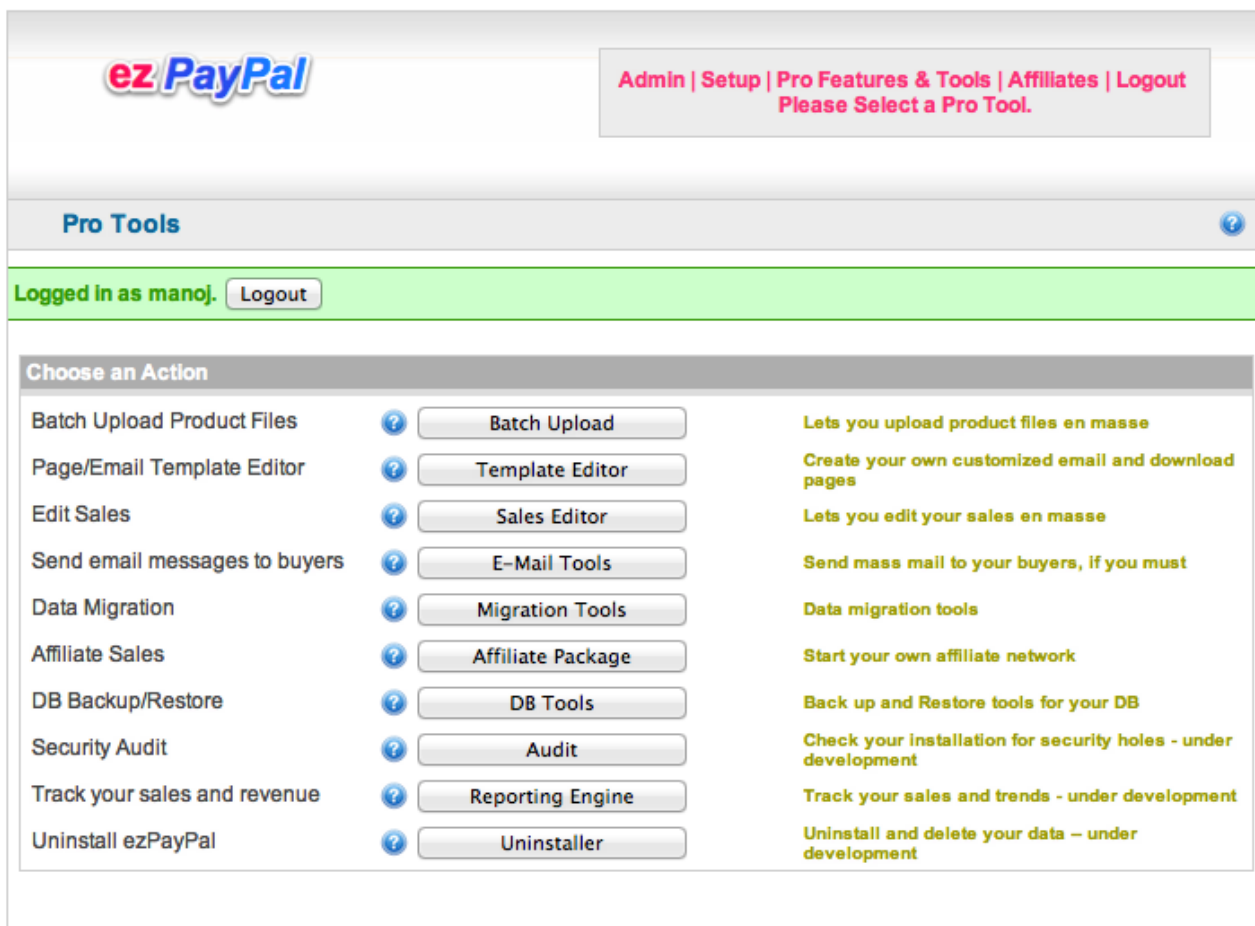 ez PayPal
Admin | Setup | Pro Features & Tools | Affiliates | Logout
Please Select a Pro Tool.
Pro Tools
Logged in as manoj. Logout
Choose an Action
Batch Upload Product Files Batch Upload Lets you upload product files en masse
Page/Email Template Editor Template Editor Create your own customized email and download
pages
Edit Sales Sales Editor Lets you edit your sales en masse
Send email messages to buyers E-Mail Tools Send mass mail to your buyers, if you must
Data Migration Migration Tools Data migration tools
Affiliate Sales Affiliate Package Start your own affiliate network
DB Backup/Restore DB Tools Back up and Restore tools for your DB
Security Audit Audit Check your installation for security holes - under
development
Track your sales and revenue Reporting Engine Track your sales and trends - under development
Uninstall ezPayPal Uninstaller Uninstall and delete your data – under
development